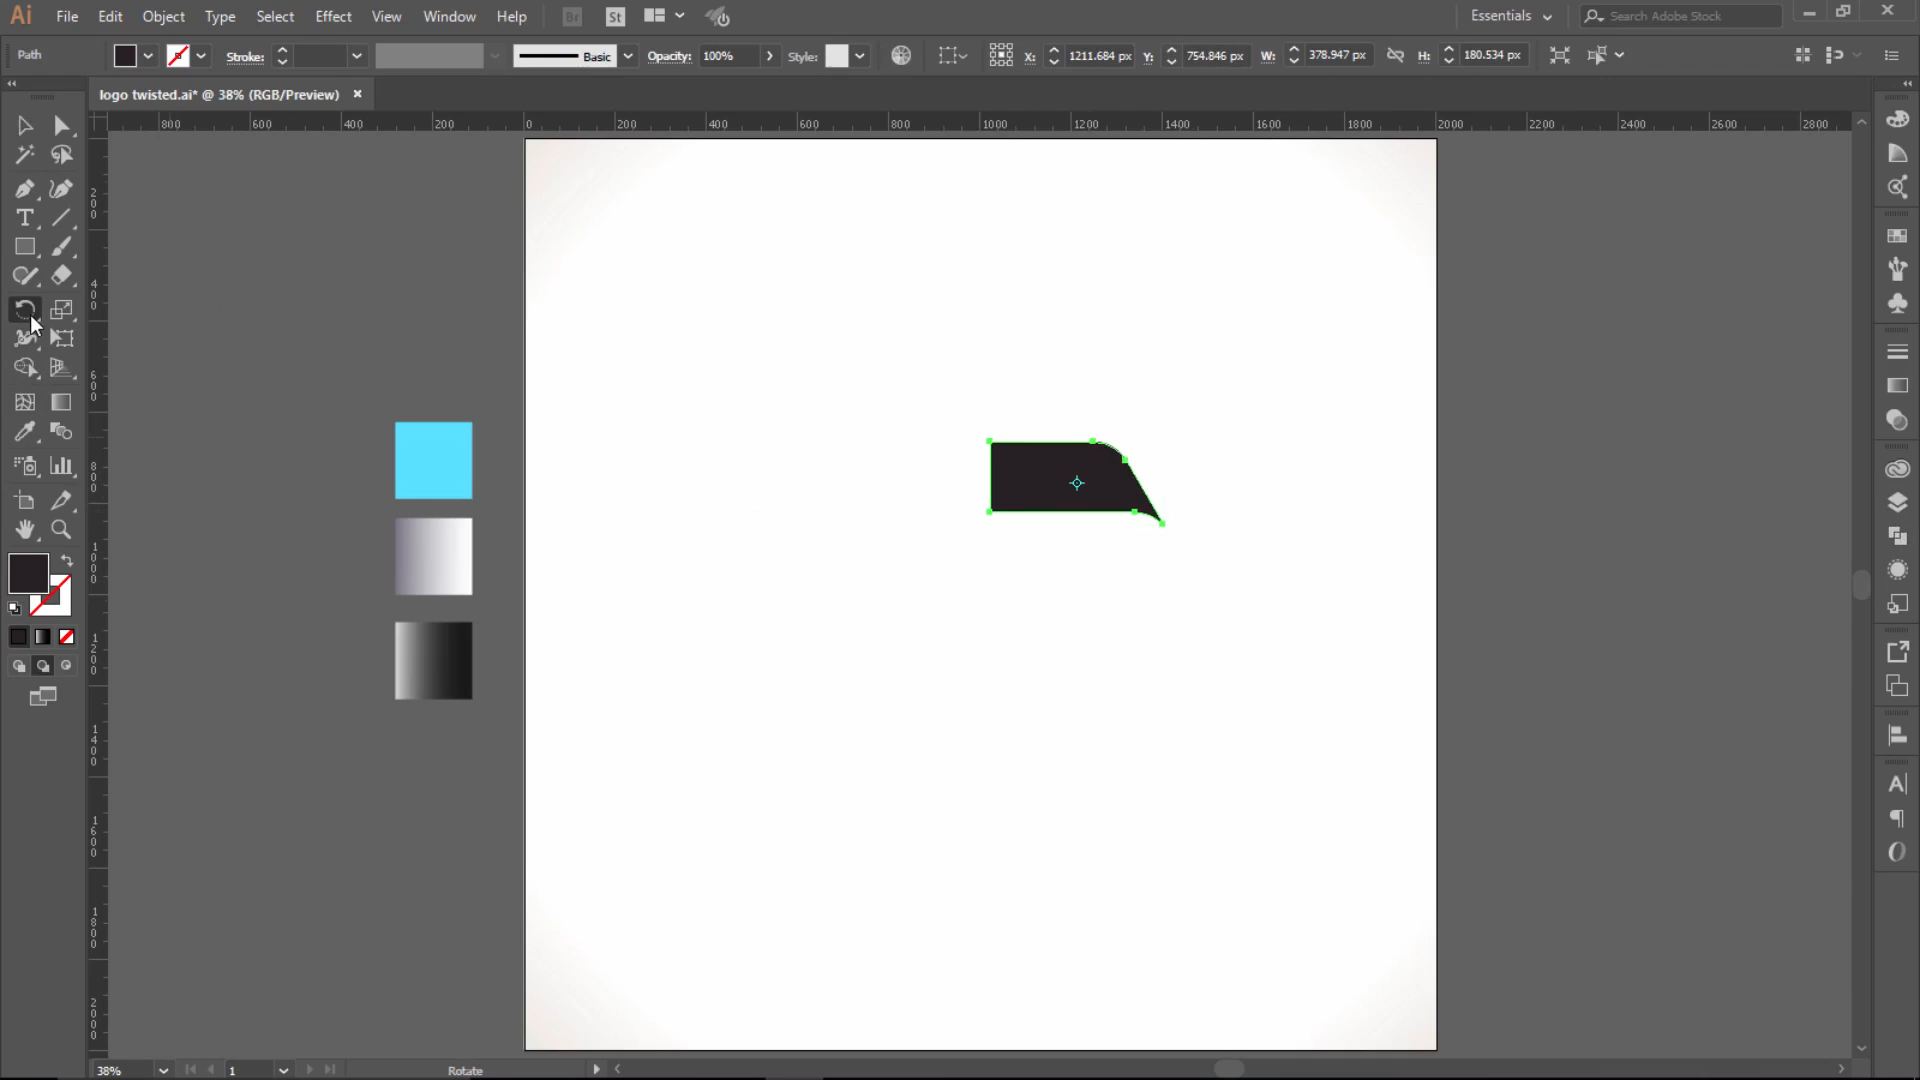 Ai File Edit Object Type Select Effect View Window Help Br St Essentials Search Adobe Stock
Path Stroke: Basic Opacity: 100% Style: X: 1211.684 px Y: 754.846 px W: 378.947 px H: 180.534 px
logo twisted.ai* @ 38% (RGB/Preview) ×
800 600 400 200 0 200 400 600 800 1000 1200 1400 1600 1800 2000 2200 2400 2600 2800
200
400
600
800
1000
1200
1400
1600
1800
2000
38% 1 Rotate